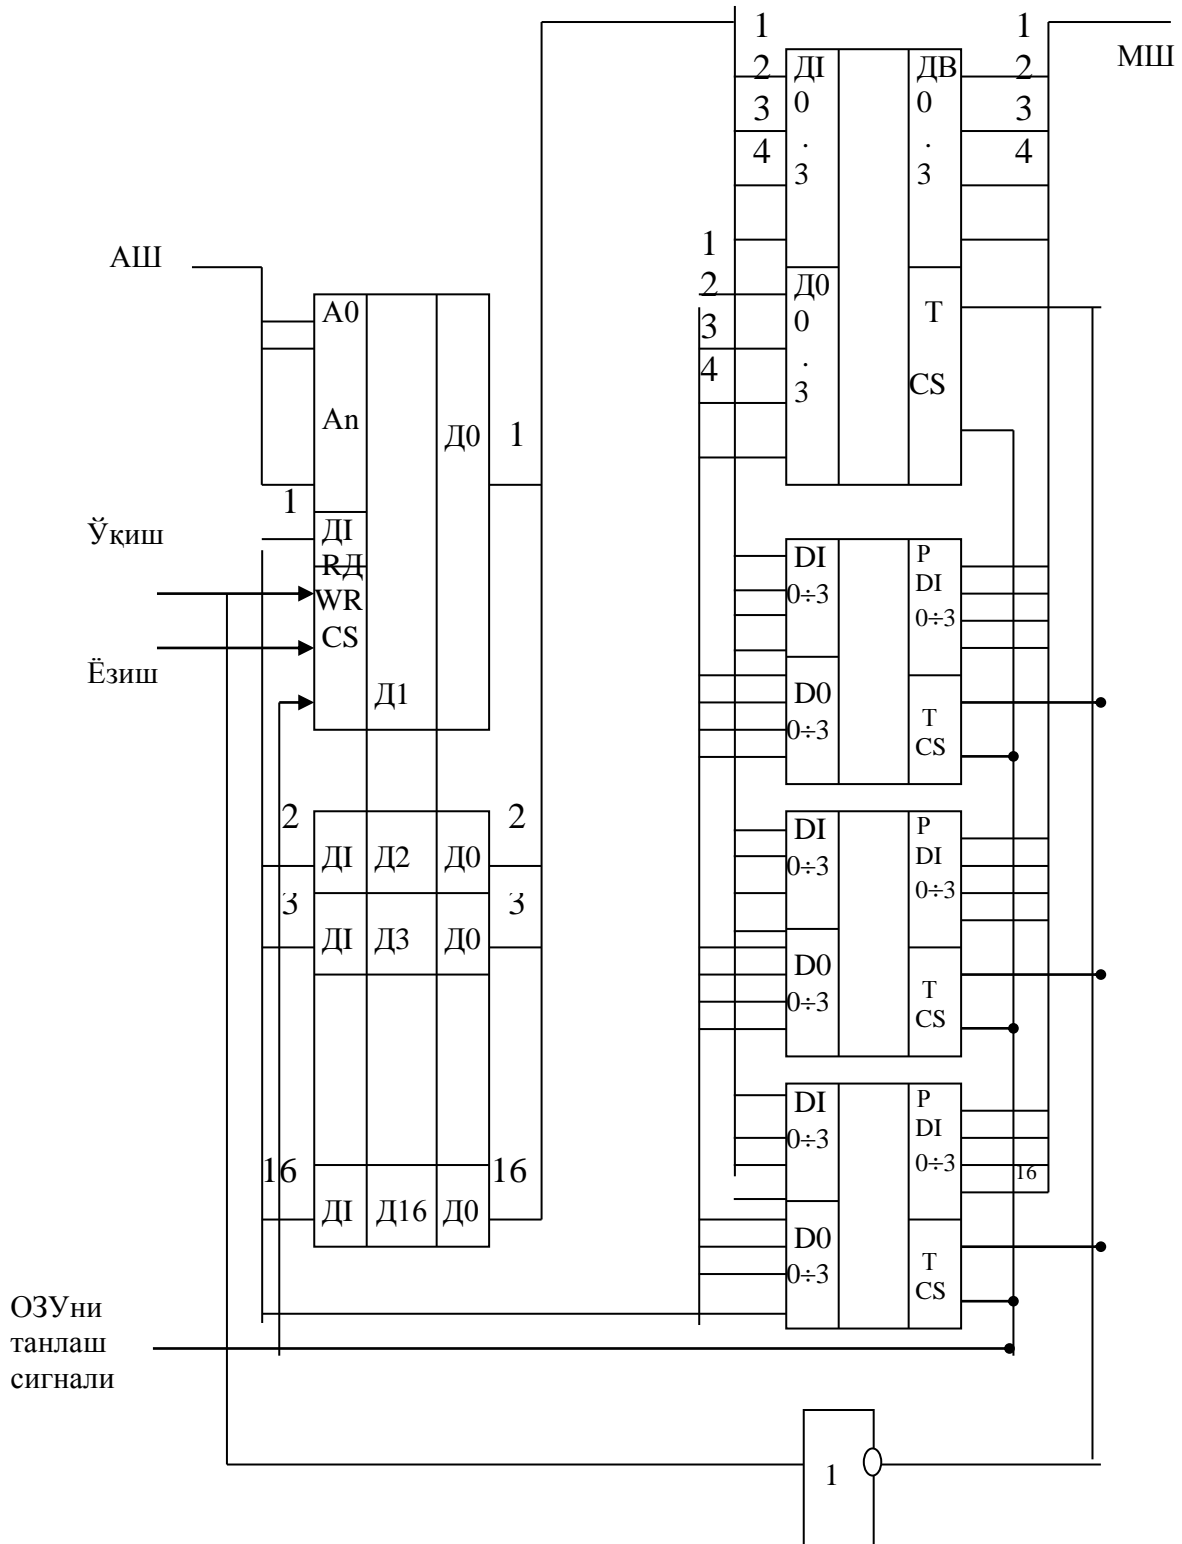 1
1
МШ
2
ДІ
ДВ
2
3
0
0
3
4
.
.
4
3
3
1
АШ
2
Д0
А0
3
0
Т
4
.
3
CS
Аn
Д0
1
1
Ўқиш
ДІ
RД
WR
CS
Ёзиш
Д1
DI
0÷3
P
DI
0÷3
D0
0÷3
T
CS
2
2
ДІ
Д2
Д0
3
3
ДІ
Д3
Д0
DI
0÷3
P
DI
0÷3
D0
0÷3
T
CS
16
16
ДІ
Д16
Д0
DI
0÷3
P
DI
0÷3
16
D0
0÷3
T
CS
ОЗУни
танлаш
сигнали
1